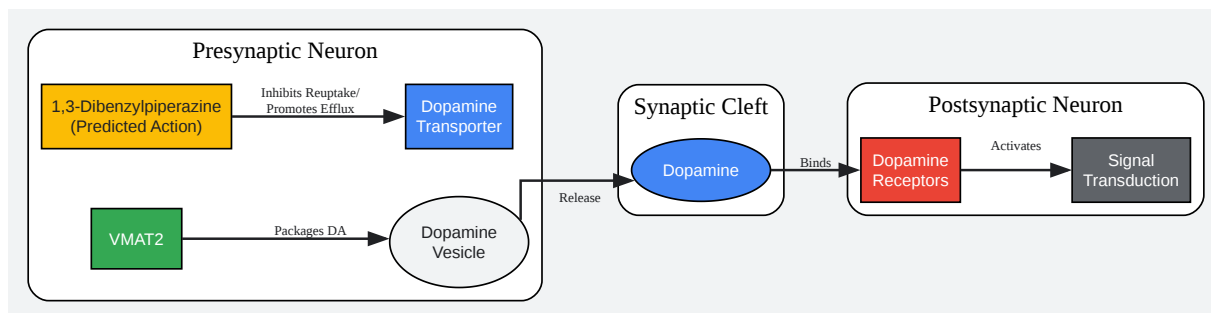 Presynaptic Neuron
1,3-Dibenzylpiperazine
(Predicted Action)
Inhibits Reuptake/
Promotes Efflux
Dopamine
Transporter
VMAT2
Packages DA
Dopamine
Vesicle
Release
Synaptic Cleft
Dopamine
Binds
Postsynaptic Neuron
Dopamine
Receptors
Activates
Signal
Transduction